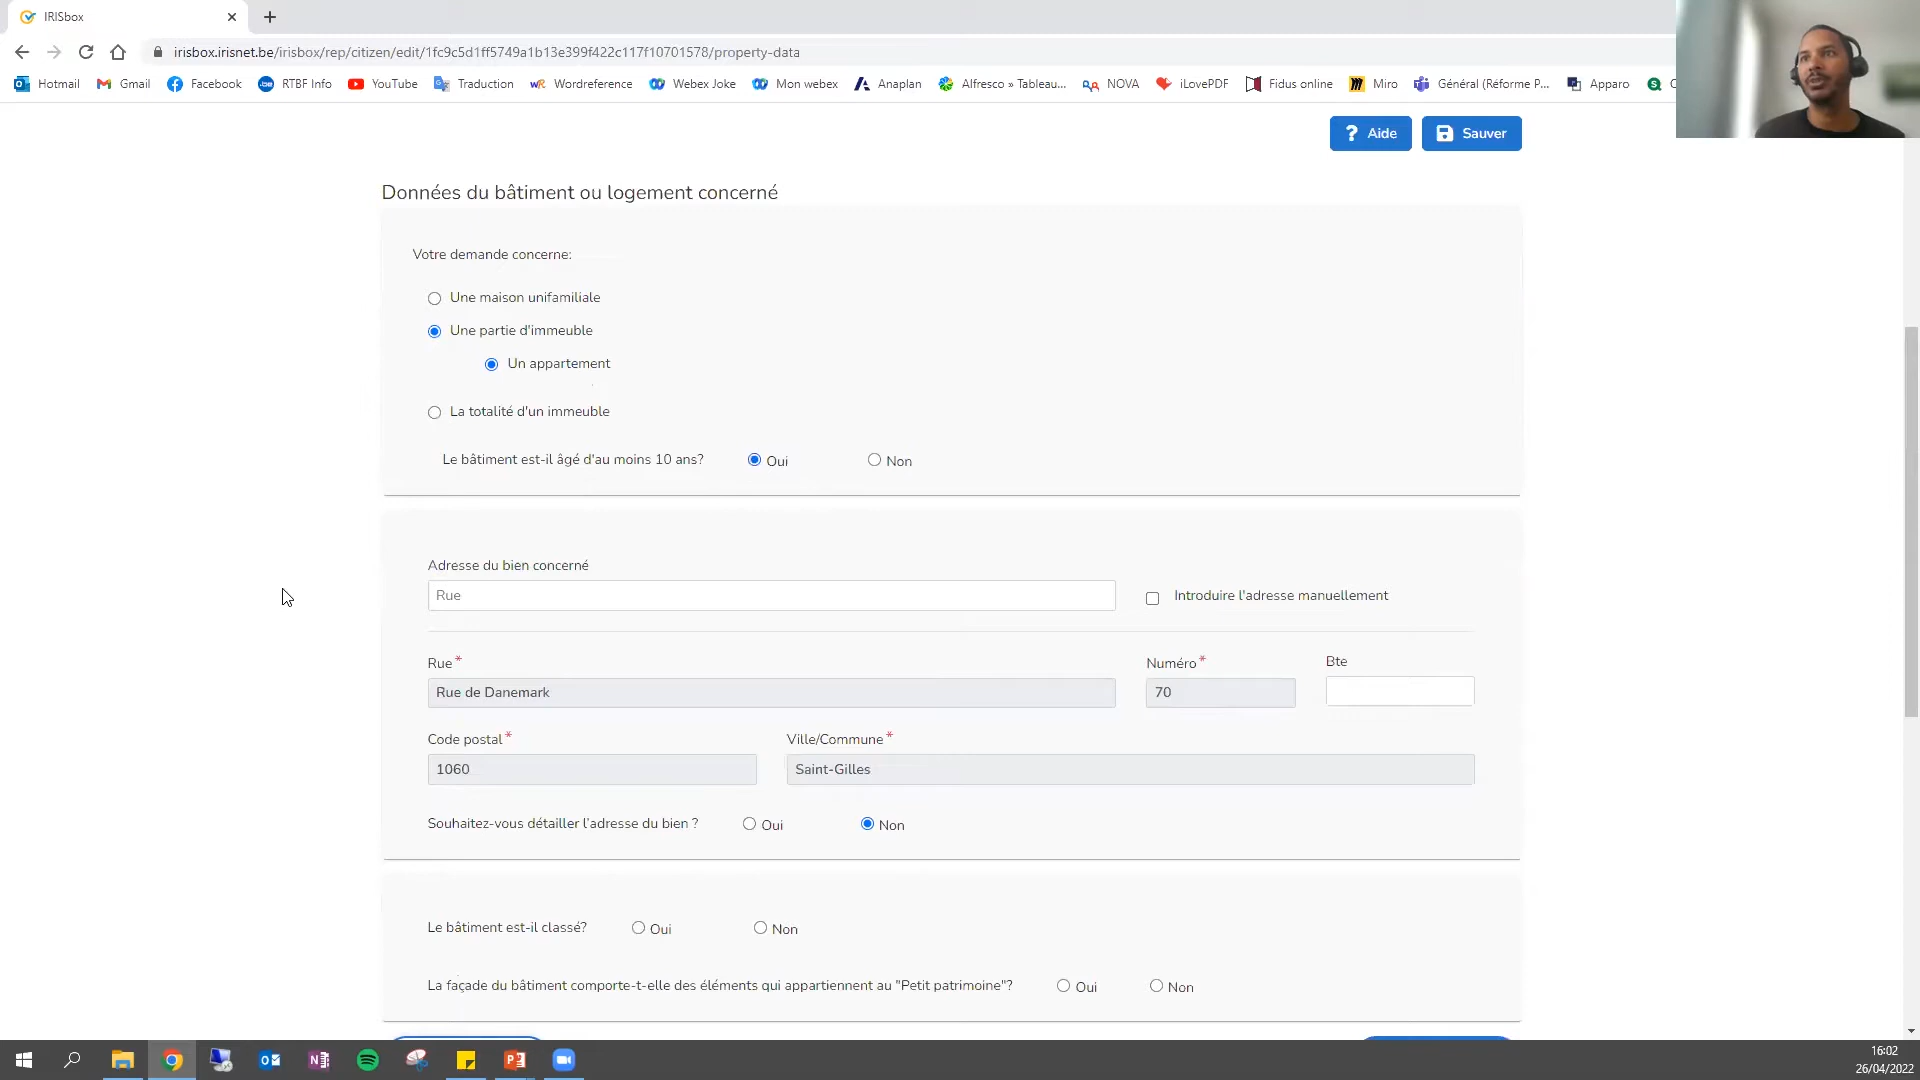 IRISbox
irisbox.irisnet.be/irisbox/rep/citizen/edit/1fc9c5d1ff5749a1b13e399f422c117f10701578/property-data
Hotmail Gmail Facebook RTBF Info YouTube Traduction Wordreference Webex Joke Mon webex Anaplan Alfresco » Tableau... NOVA iLovePDF Fidus online Miro Général (Réforme P... Apparo
? Aide Sauver
Données du bâtiment ou logement concerné
Votre demande concerne:
Une maison unifamiliale
Une partie d'immeuble
Un appartement
La totalité d'un immeuble
Le bâtiment est-il âgé d'au moins 10 ans? Oui Non
Adresse du bien concerné
Rue Introduire l'adresse manuellement
Rue * Numéro * Bte
Rue de Danemark 70
Code postal * Ville/Commune *
1060 Saint-Gilles
Souhaitez-vous détailler l'adresse du bien ? Oui Non
Le bâtiment est-il classé? Oui Non
La façade du bâtiment comporte-t-elle des éléments qui appartiennent au "Petit patrimoine"? Oui Non
16:02
26/04/2022